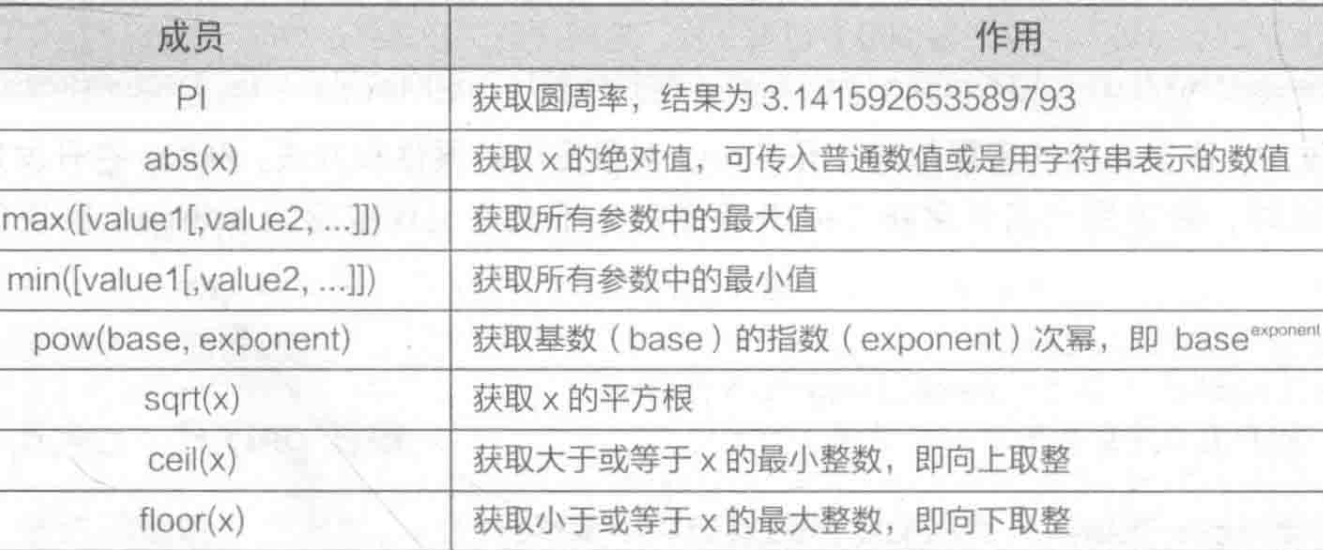 成员 作用
PI 获取圆周率，结果为 3.141592653589793
abs(x) 获取 x 的绝对值，可传入普通数值或是用字符串表示的数值
max([value1[,value2, ...]]) 获取所有参数中的最大值
min([value1[,value2, ...]]) 获取所有参数中的最小值
pow(base, exponent) 获取基数（base）的指数（exponent）次幂，即 base^exponent
sqrt(x) 获取 x 的平方根
ceil(x) 获取大于或等于 x 的最小整数，即向上取整
floor(x) 获取小于或等于 x 的最大整数，即向下取整